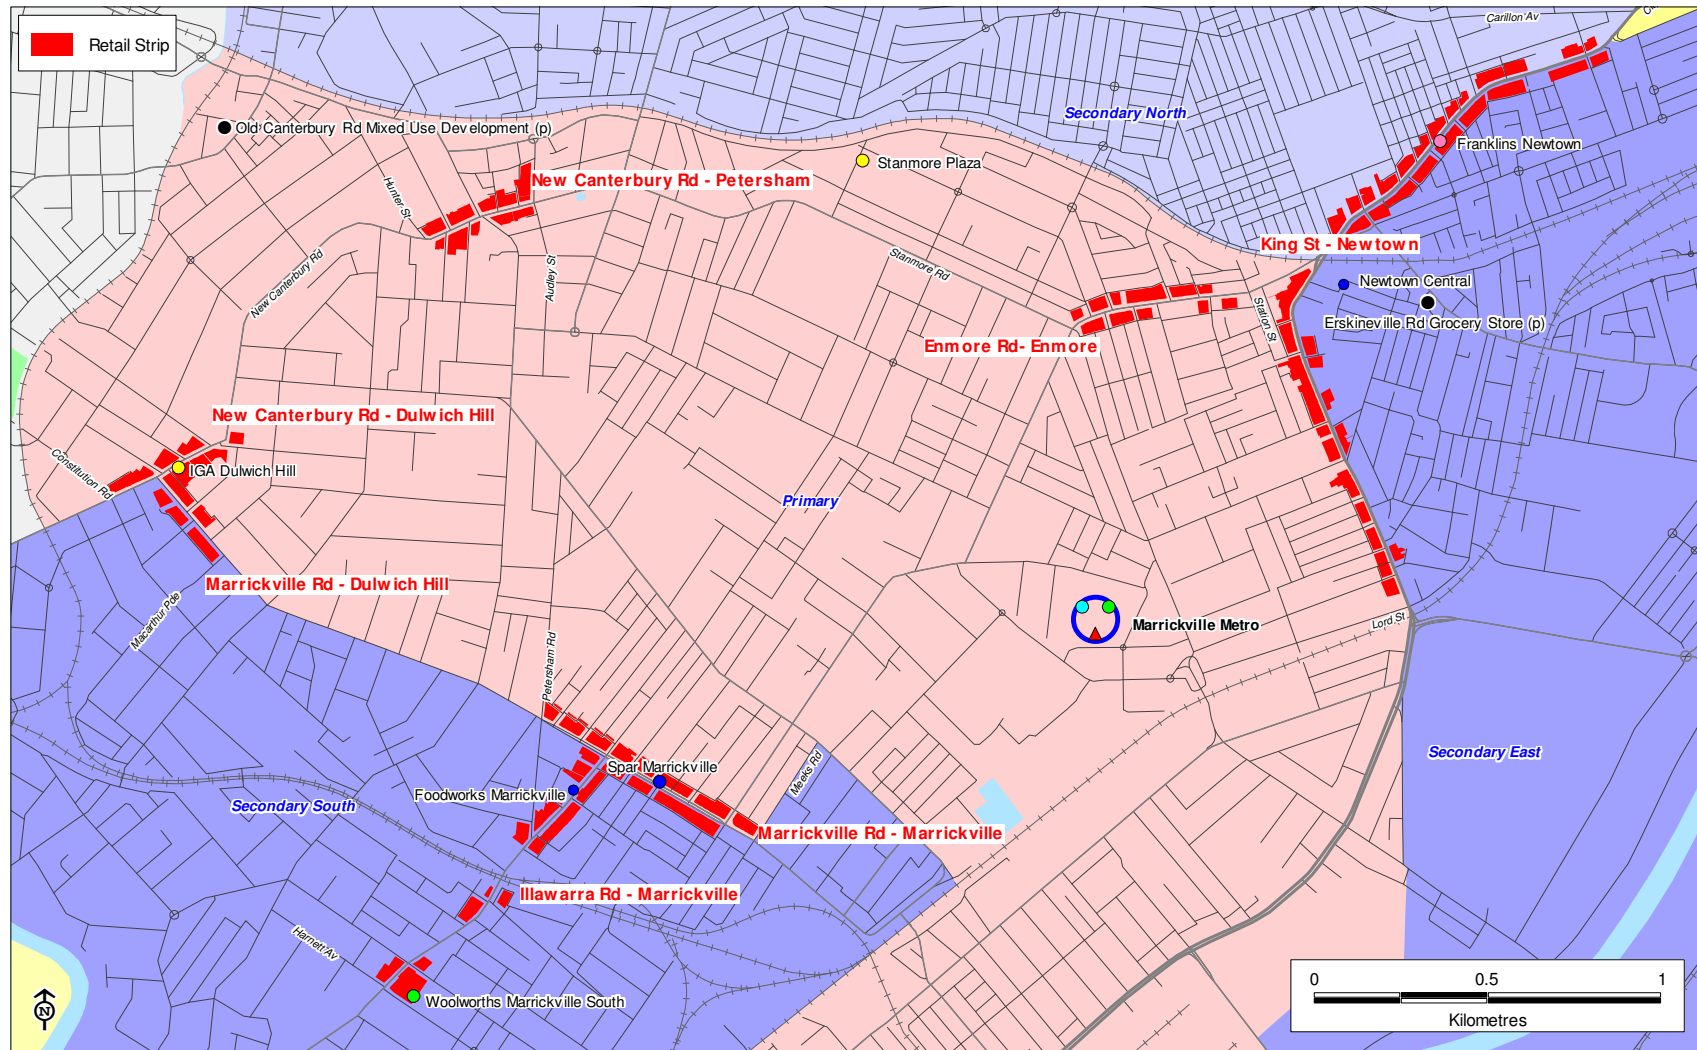 Retail Strip
Carillon Av
Secondary North
Old Canterbury Rd Mixed Use Development (p)
Franklins Newtown
Stanmore Plaza
New Canterbury Rd - Petersham
Hunter St
King St - Newtown
Stanmore Rd
New Canterbury Rd
Audley St
Newtown Central
Station St
Erskineville Rd Grocery Store (p)
Enmore Rd- Enmore
New Canterbury Rd - Dulwich Hill
IGA Dulwich Hill
Constitution Rd
Primary
Marrickville Rd - Dulwich Hill
Macarthur Pde
Marrickville Metro
Lord St
Petersham Rd
Secondary East
Spar Marrickville
Meeks Rd
Foodworks Marrickville
Secondary South
Marrickville Rd - Marrickville
Illawarra Rd - Marrickville
Harnett Av
Woolworths Marrickville South
N
0 0.5 1
Kilometres